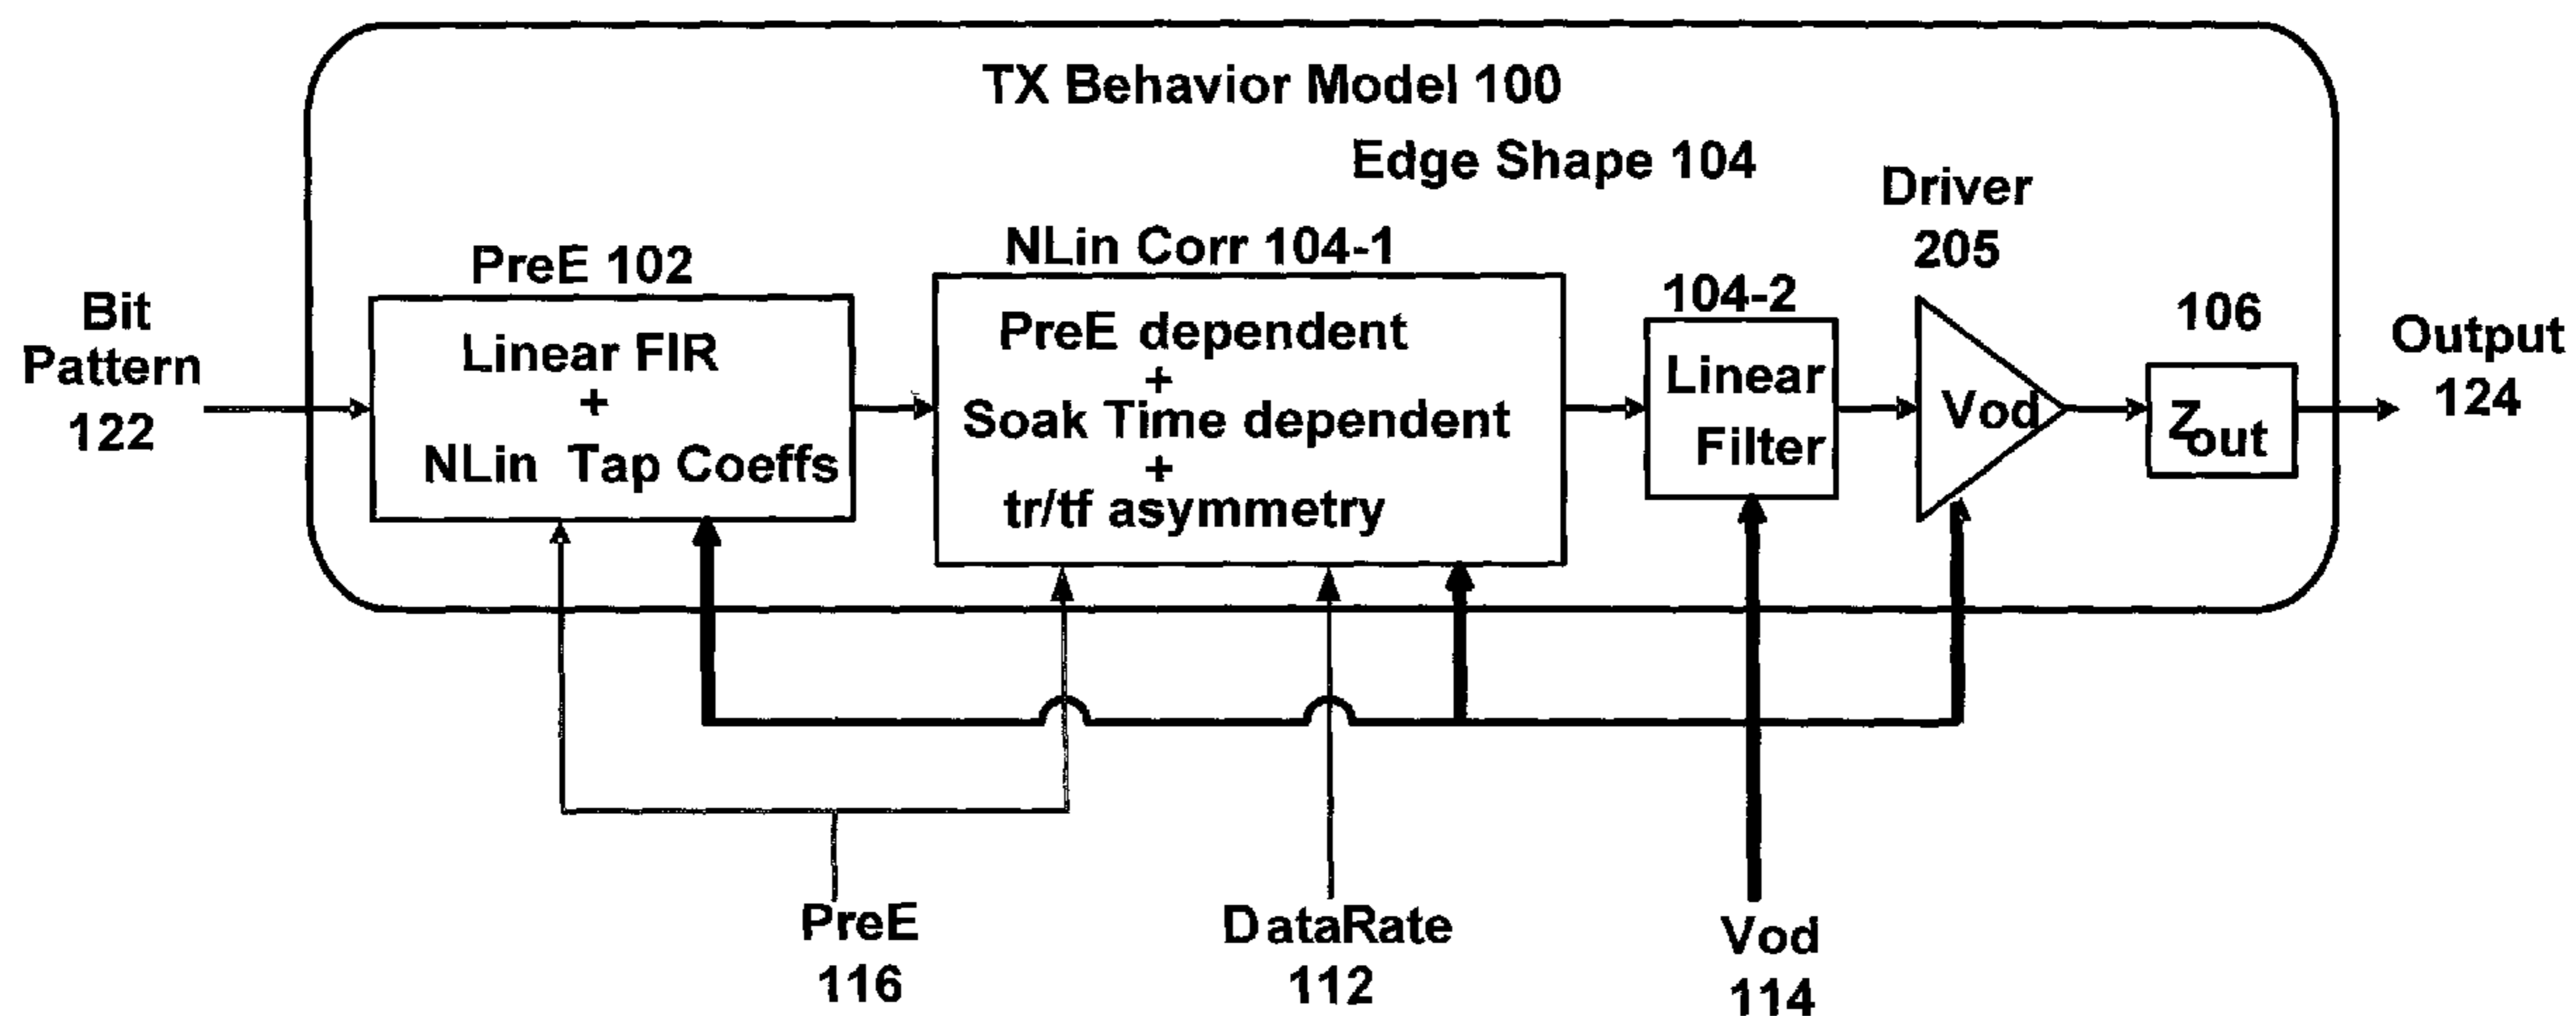 TX Behavior Model 100
Edge Shape 104
Driver
205
PreE 102
NLin Corr 104-1
104-2
106
Bit
Pattern
122
Linear FIR
+
NLin Tap Coeffs
PreE dependent
+
Soak Time dependent
+
tr/tf asymmetry
Linear
Filter
Vod
Zout
Output
124
PreE
116
DataRate
112
Vod
114